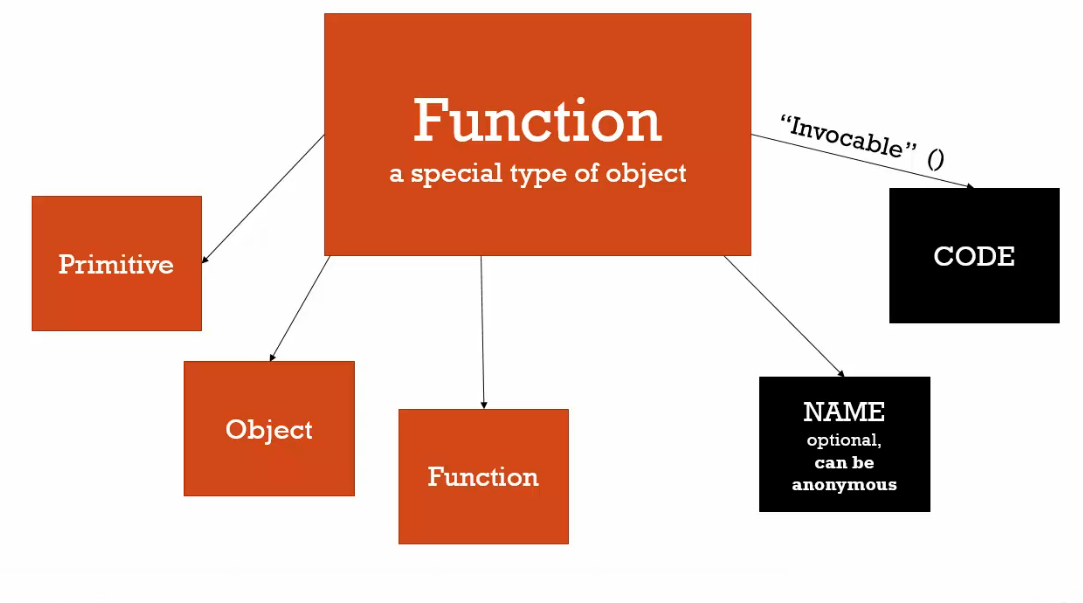 Function
a special type of object
“Invocable” ()
Primitive
CODE
Object
Function
NAME
optional,
can be
anonymous